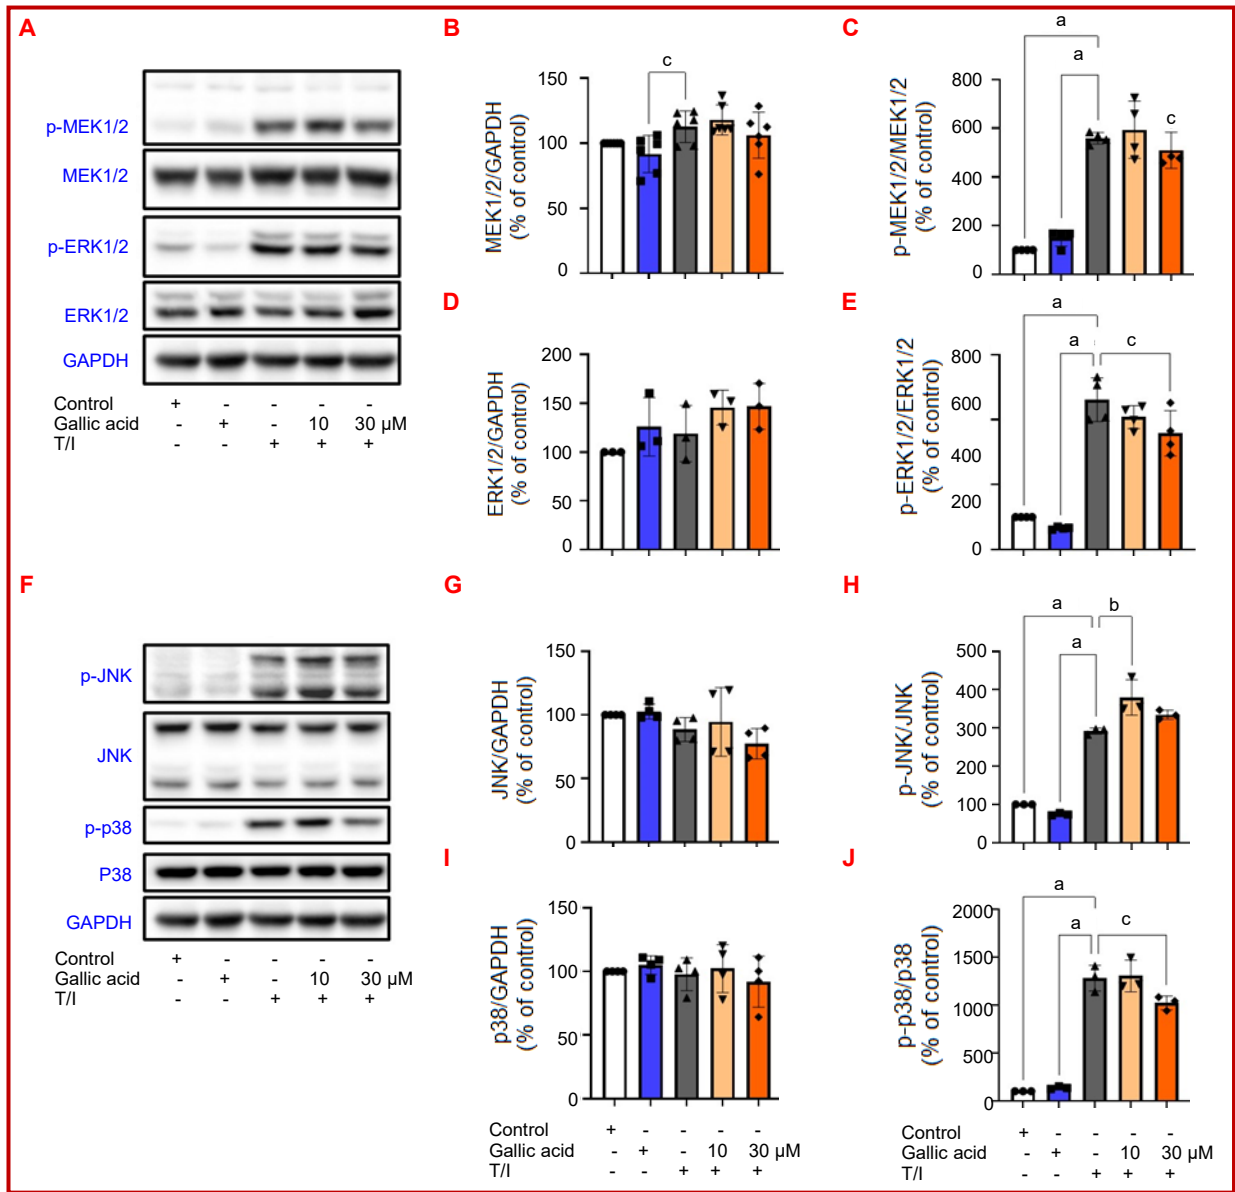 A
p-MEK1/2
MEK1/2
p-ERK1/2
ERK1/2
GAPDH
Control + - - - -
Gallic acid - + - 10 30 µM
T/I - - + + +
B
MEK1/2/GAPDH
(% of control)
150
100
50
0
c
C
p-MEK1/2/MEK1/2
(% of control)
800
600
400
200
0
a
a
c
D
ERK1/2/GAPDH
(% of control)
200
150
100
50
0
E
p-ERK1/2/ERK1/2
(% of control)
800
600
400
200
0
a
a
c
F
p-JNK
JNK
p-p38
P38
GAPDH
Control + - - - -
Gallic acid - + - 10 30 µM
T/I - - + + +
G
JNK/GAPDH
(% of control)
150
100
50
0
H
p-JNK/JNK
(% of control)
500
400
300
200
100
0
a
b
a
I
p38/GAPDH
(% of control)
150
100
50
0
Control + - - - -
Gallic acid - + - 10 30 µM
T/I - - + + +
J
p-p38/p38
(% of control)
2000
1500
1000
500
0
a
a
c
Control + - - - -
Gallic acid - + - 10 30 µM
T/I - - + + +